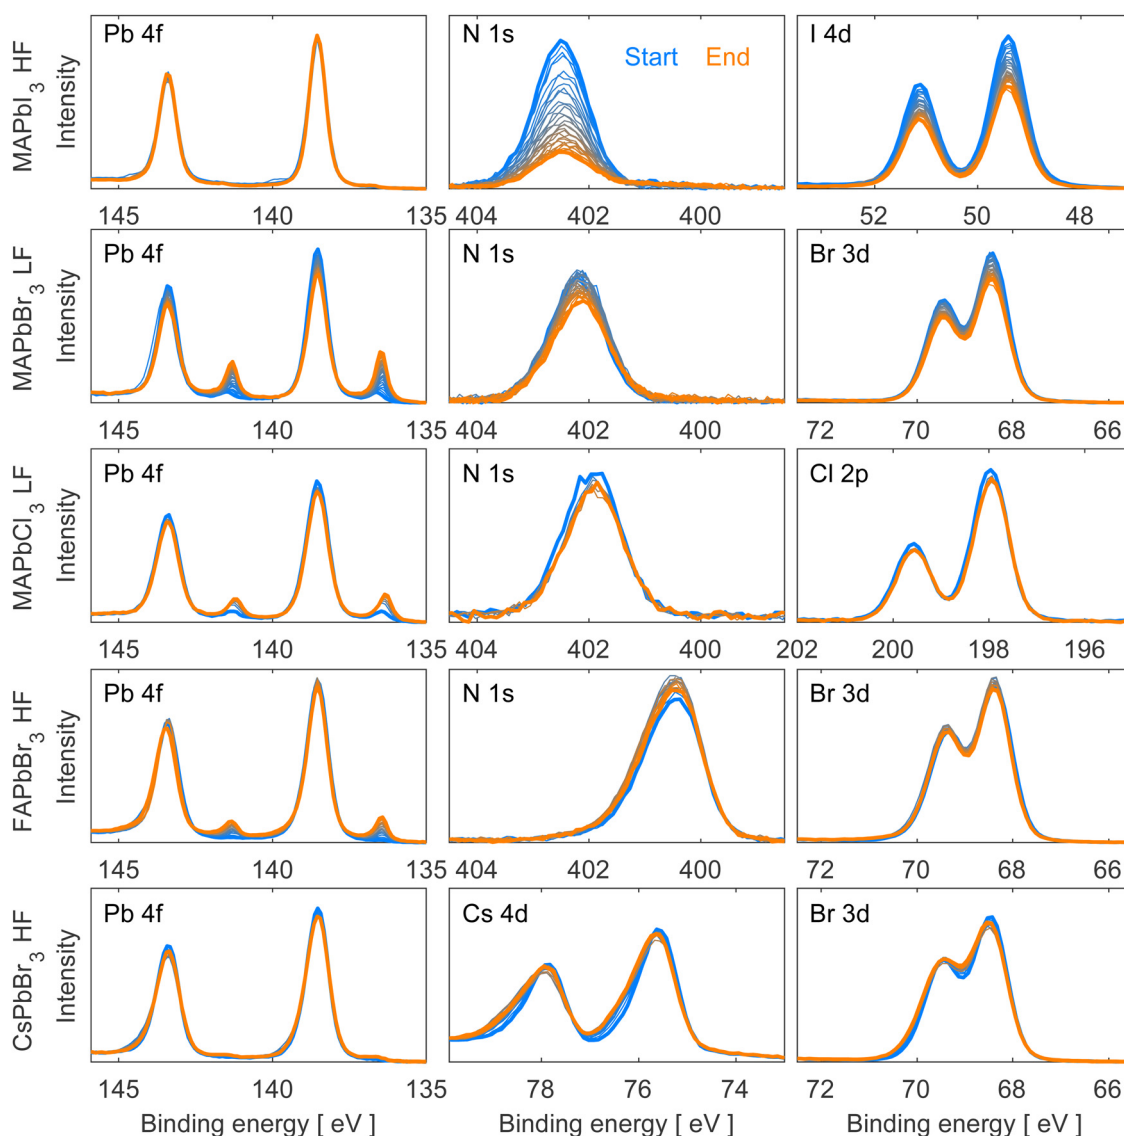 MAPbI3 HF
Intensity
Pb 4f
N 1s
Start End
I 4d
145 140 135
404 402 400
52 50 48
MAPbBr3 LF
Intensity
Pb 4f
N 1s
Br 3d
145 140 135
404 402 400
72 70 68 66
MAPbCl3 LF
Intensity
Pb 4f
N 1s
Cl 2p
145 140 135
404 402 400
202 200 198 196
FAPbBr3 HF
Intensity
Pb 4f
N 1s
Br 3d
145 140 135
404 402 400
72 70 68 66
CsPbBr3 HF
Intensity
Pb 4f
Cs 4d
Br 3d
145 140 135
78 76 74
72 70 68 66
Binding energy [ eV ]
Binding energy [ eV ]
Binding energy [ eV ]